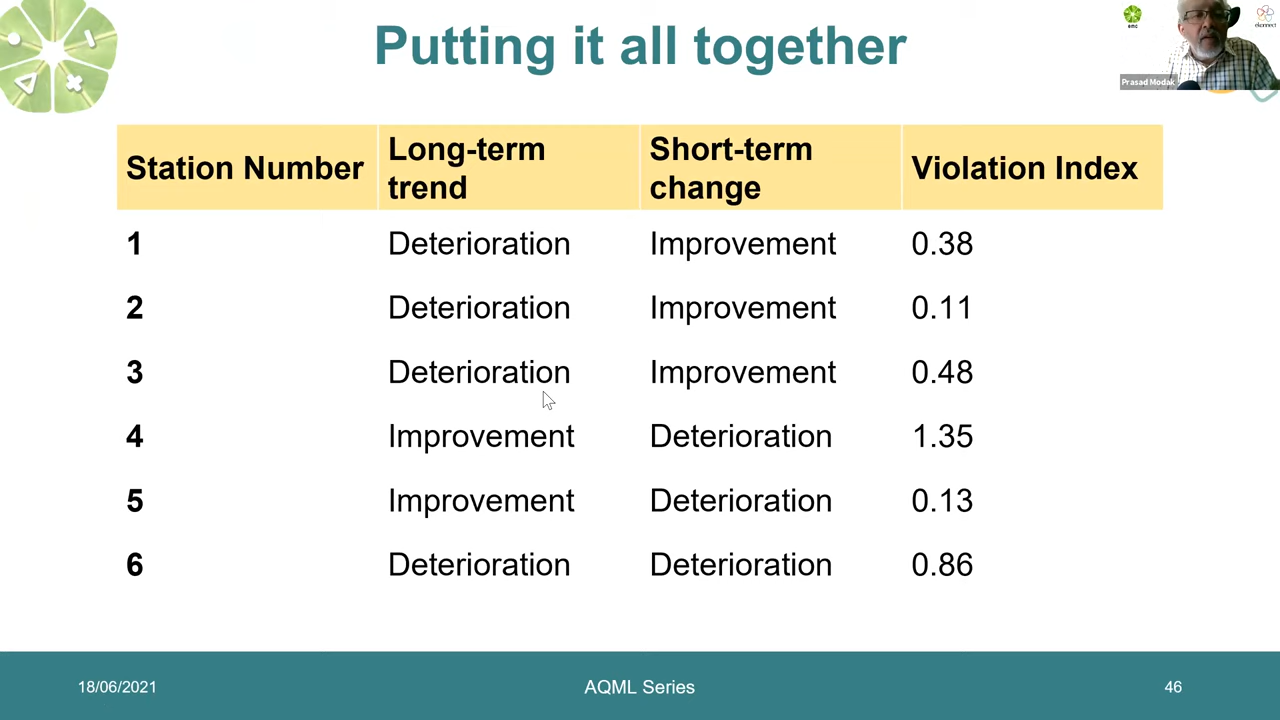 Putting it all together
emc
ekonnect
Prasad Modak
Station Number Long-term trend Short-term change Violation Index
1 Deterioration Improvement 0.38
2 Deterioration Improvement 0.11
3 Deterioration Improvement 0.48
4 Improvement Deterioration 1.35
5 Improvement Deterioration 0.13
6 Deterioration Deterioration 0.86
18/06/2021 AQML Series 46